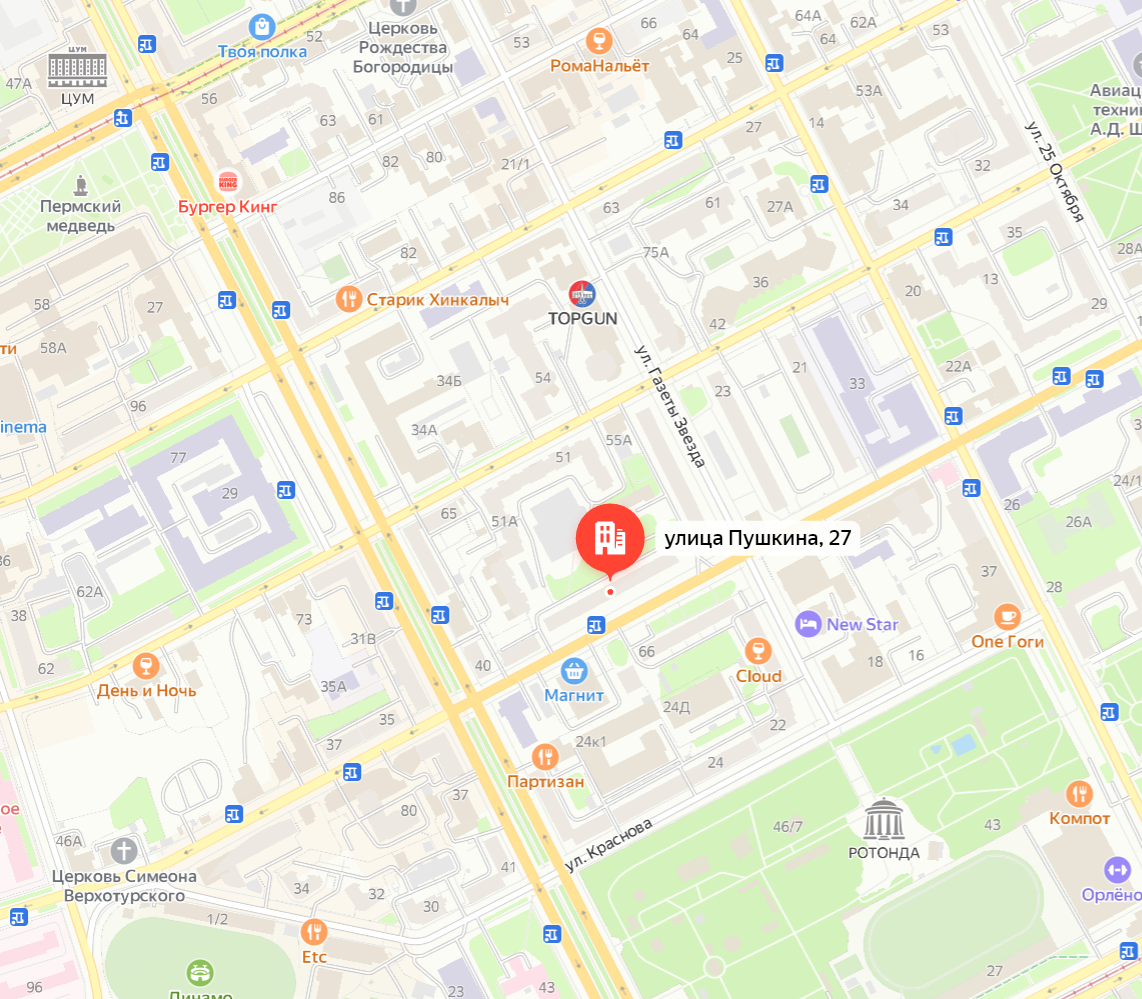 64А
62А
66
53
Церковь
Рождества
Богородицы
52
Твоя полка
53
64
64
25
РомаНальёт
ЦУМ
47А
ЦУМ
56
53А
Авиац
техни
А.Д. Ш
63
61
27
14
ул. 25 Октября
82
80
21/1
32
BURGER
KING
Бургер Кинг
Пермский
медведь
86
63
61
27А
34
35
28А
82
75А
36
13
20
29
58
27
Старик Хинкалыч
TOPGUN
42
ти
58А
34Б
54
ул. Газеты Звезда
23
21
33
22А
96
inema
34А
55А
77
51
29
24/1
26
26А
65
51А
улица Пушкина, 27
36
37
28
62А
38
73
31В
New Star
One Гоги
62
40
66
18
16
День и Ночь
35А
Магнит
Cloud
24Д
35
22
37
24к1
24
Партизан
37
ое
80
46/7
43
Компот
46А
ул. Краснова
РОТОНДА
Церковь Симеона
Верхотурского
41
Орлёно
34
32
30
1/2
Etc
27
96
Динамо
23
43